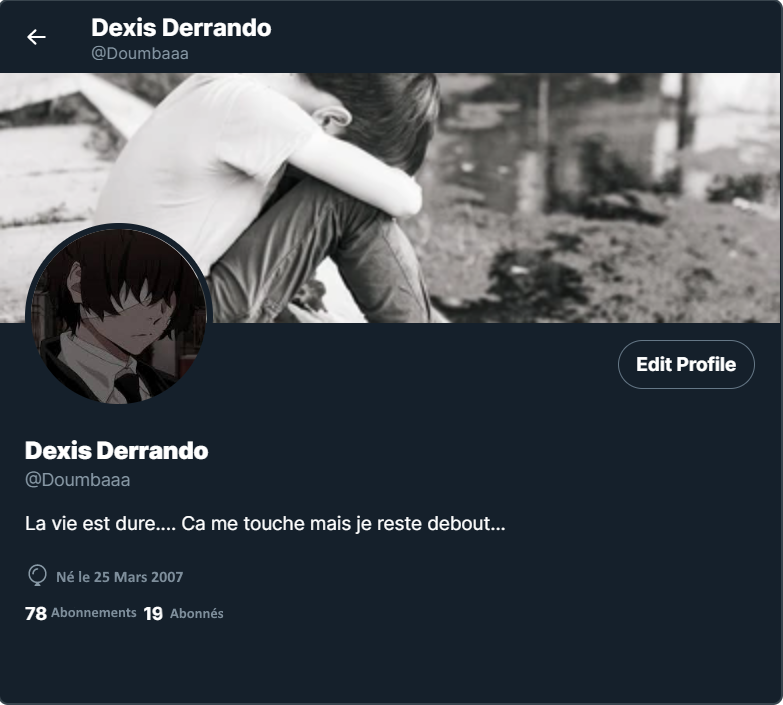 Dexis Derrando
@Doumbaaa
Edit Profile
Dexis Derrando
@Doumbaaa
La vie est dure.... Ca me touche mais je reste debout...
Né le 25 Mars 2007
78 Abonnements 19 Abonnés